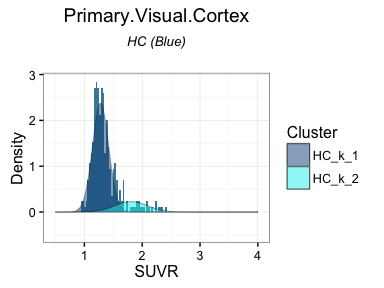 Primary.Visual.Cortex
HC (Blue)
3
2
1
0
Density
1 2 3 4
SUVR
Cluster
HC_k_1
HC_k_2